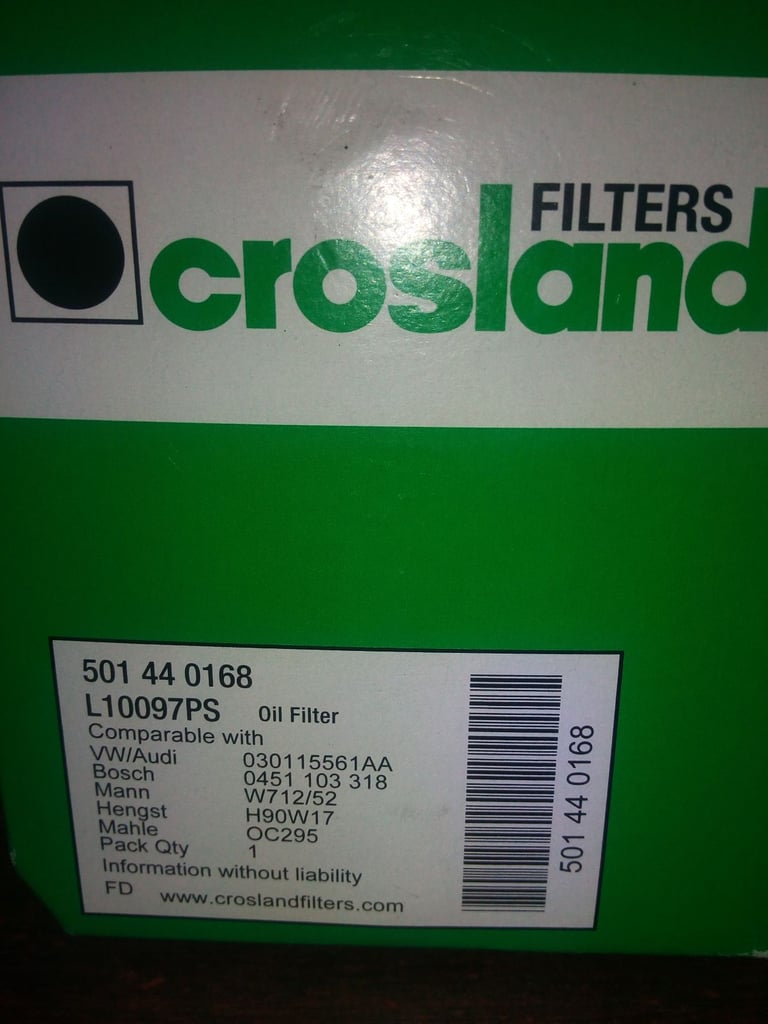 FILTERS
crosland
501 44 0168
L10097PS Oil Filter
Comparable with
VW/Audi 030115561AA
Bosch 0451 103 318
Mann W712/52
Hengst H90W17
Mahle OC295
Pack Qty 1
Information without liability
FD www.croslandfilters.com
501 44 0168